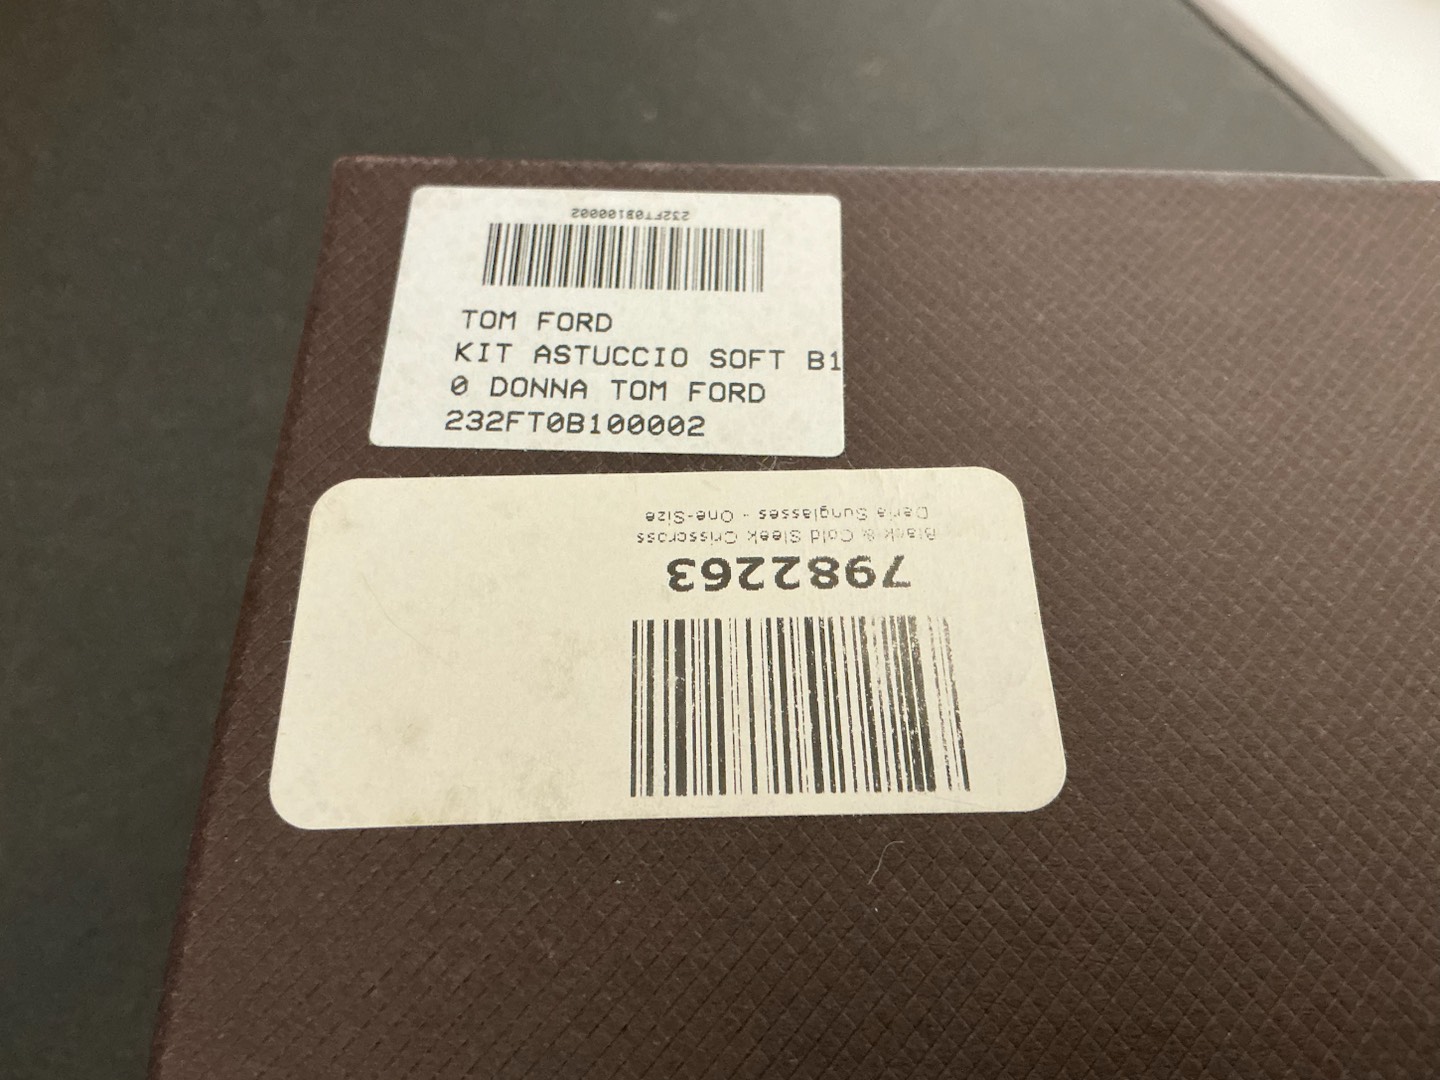 232FT0B100002
TOM FORD
KIT ASTUCCIO SOFT B1
0 DONNA TOM FORD
232FT0B100002
7982263
Black & Gold Sleek Crisscross
Daria Sunglasses - One-Size